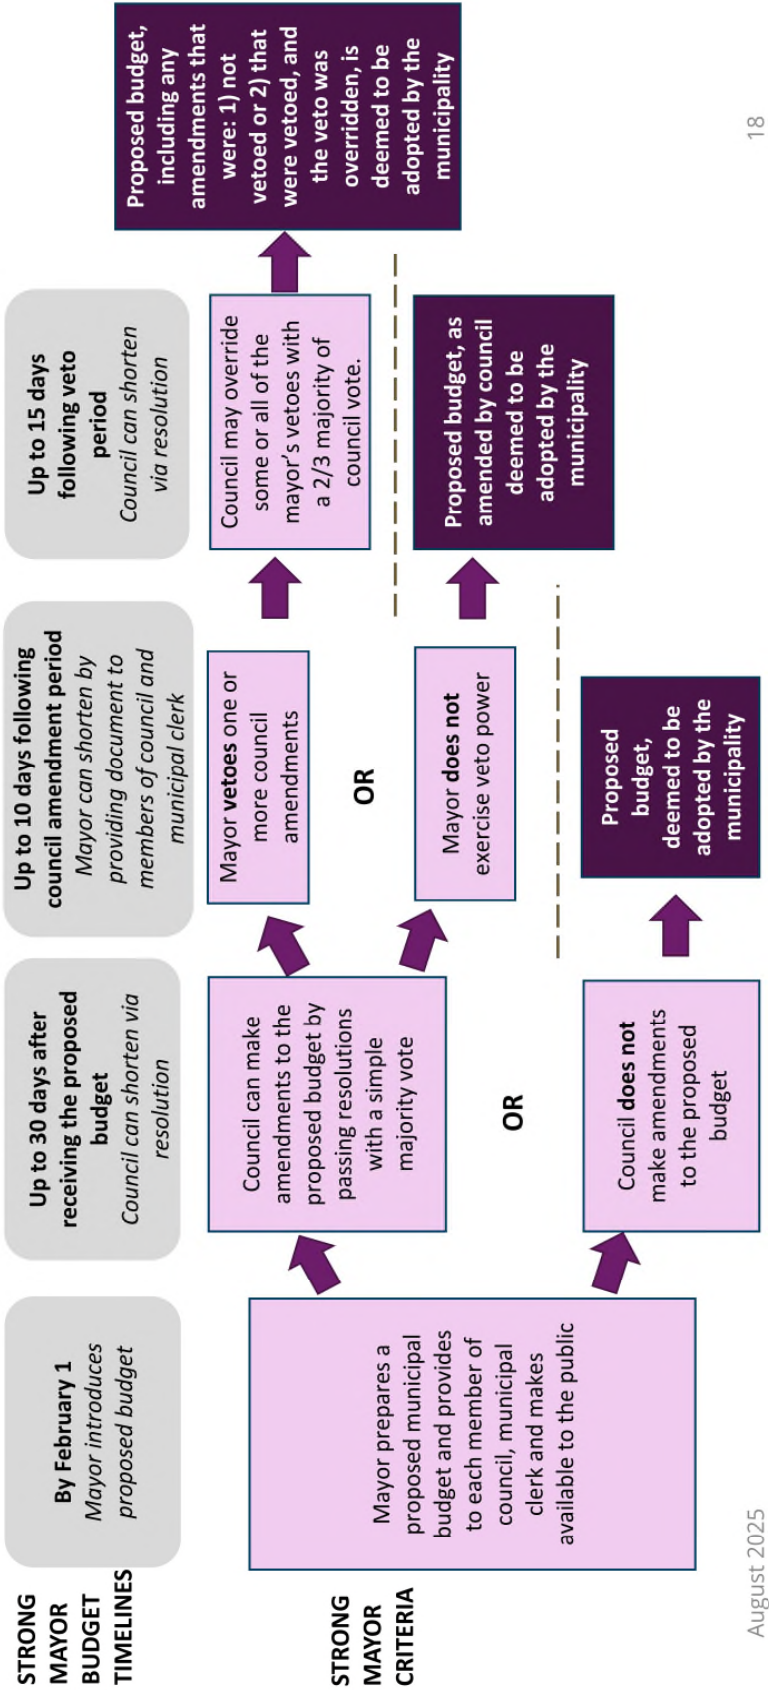 STRONG
MAYOR
BUDGET
TIMELINES
By February 1
Mayor introduces
proposed budget
Up to 30 days after
receiving the proposed
budget
Council can shorten via
resolution
Up to 10 days following
council amendment period
Mayor can shorten by
providing document to
members of council and
municipal clerk
Up to 15 days
following veto
period
Council can shorten
via resolution
STRONG
MAYOR
CRITERIA
Mayor prepares a
proposed municipal
budget and provides
to each member of
council, municipal
clerk and makes
available to the public
Council can make
amendments to the
proposed budget by
passing resolutions
with a simple
majority vote
OR
Council does not
make amendments
to the proposed
budget
Mayor vetoes one or
more council
amendments
OR
Mayor does not
exercise veto power
Proposed
budget,
deemed to be
adopted by the
municipality
Council may override
some or all of the
mayor's vetoes with
a 2/3 majority of
council vote.
Proposed budget, as
amended by council
deemed to be
adopted by the
municipality
Proposed budget,
including any
amendments that
were: 1) not
vetoed or 2) that
were vetoed, and
the veto was
overridden, is
deemed to be
adopted by the
municipality
August 2025
18